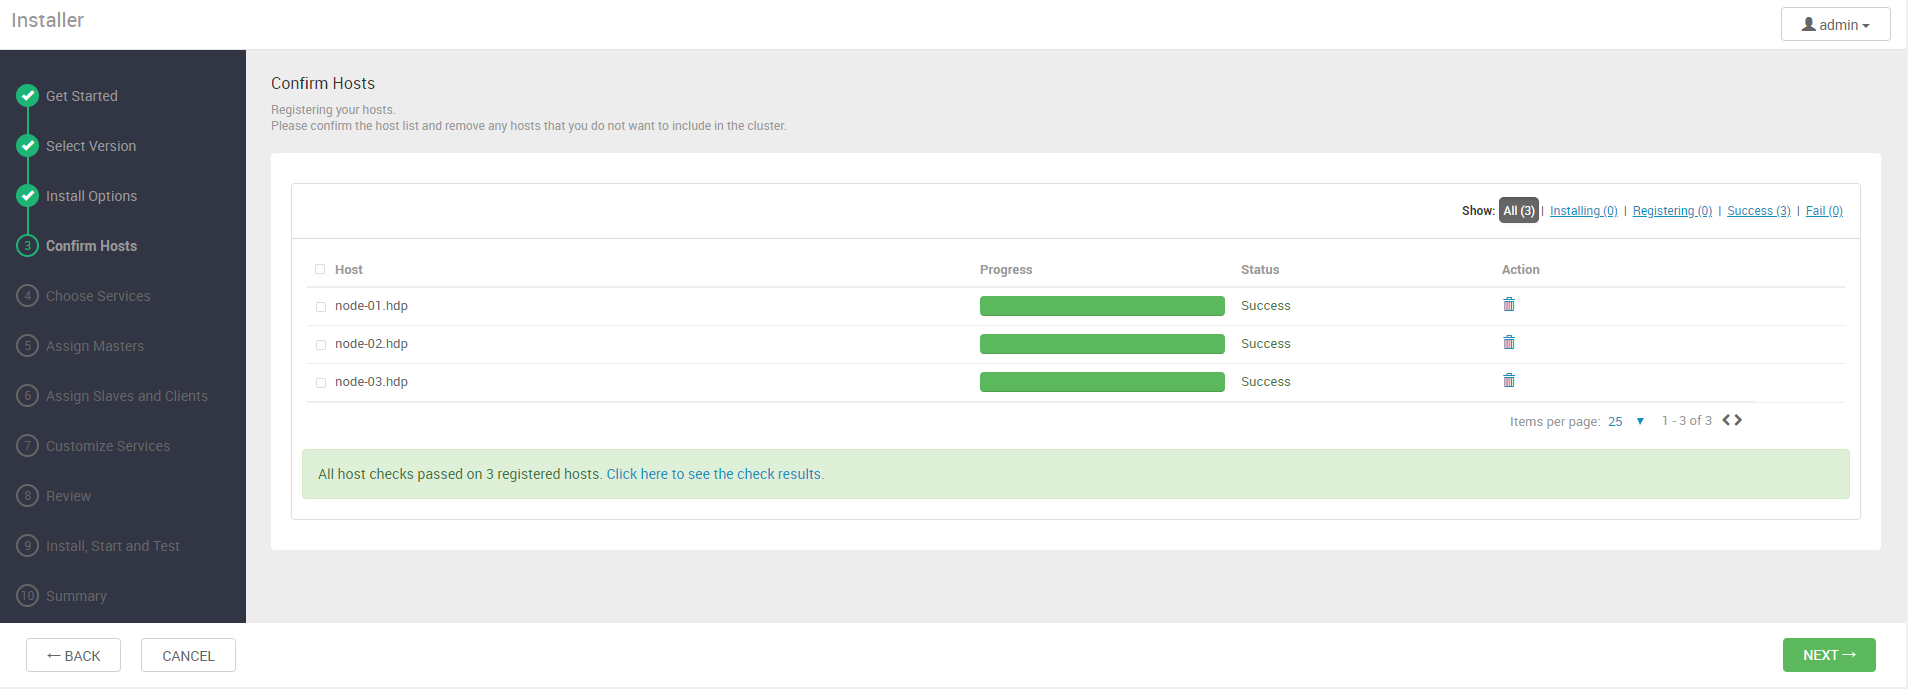 Installer
admin
Get Started
Select Version
Install Options
3 Confirm Hosts
4 Choose Services
5 Assign Masters
6 Assign Slaves and Clients
7 Customize Services
8 Review
9 Install, Start and Test
10 Summary
Confirm Hosts
Registering your hosts.
Please confirm the host list and remove any hosts that you do not want to include in the cluster.
Show: All (3) | Installing (0) | Registering (0) | Success (3) | Fail (0)
Host Progress Status Action
node-01.hdp Success
node-02.hdp Success
node-03.hdp Success
Items per page: 25 1 - 3 of 3
All host checks passed on 3 registered hosts. Click here to see the check results.
← BACK CANCEL NEXT →